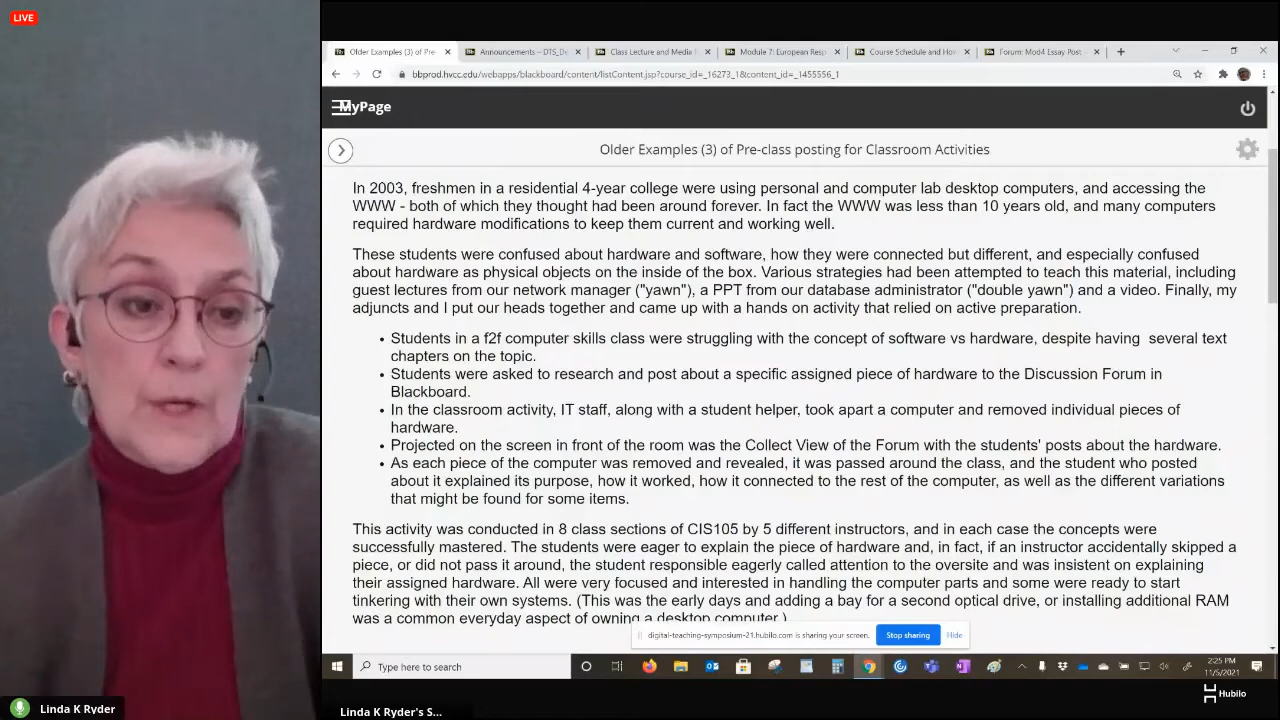 LIVE
Older Examples (3) of Pre-
Announcements – DTS_De
Class Lecture and Media
Module 7: European Resp
Course Schedule and Ho
Forum: Mod4 Essay Post –
bbprod.hvcc.edu/webapps/blackboard/content/listContent.jsp?course_id=_16273_1&content_id=_1455556_1
MyPage
Older Examples (3) of Pre-class posting for Classroom Activities
In 2003, freshmen in a residential 4-year college were using personal and computer lab desktop computers, and accessing the
WWW - both of which they thought had been around forever. In fact the WWW was less than 10 years old, and many computers
required hardware modifications to keep them current and working well.
These students were confused about hardware and software, how they were connected but different, and especially confused
about hardware as physical objects on the inside of the box. Various strategies had been attempted to teach this material, including
guest lectures from our network manager ("yawn"), a PPT from our database administrator ("double yawn") and a video. Finally, my
adjuncts and I put our heads together and came up with a hands on activity that relied on active preparation.
• Students in a f2f computer skills class were struggling with the concept of software vs hardware, despite having several text
chapters on the topic.
• Students were asked to research and post about a specific assigned piece of hardware to the Discussion Forum in
Blackboard.
• In the classroom activity, IT staff, along with a student helper, took apart a computer and removed individual pieces of
hardware.
• Projected on the screen in front of the room was the Collect View of the Forum with the students' posts about the hardware.
• As each piece of the computer was removed and revealed, it was passed around the class, and the student who posted
about it explained its purpose, how it worked, how it connected to the rest of the computer, as well as the different variations
that might be found for some items.
This activity was conducted in 8 class sections of CIS105 by 5 different instructors, and in each case the concepts were
successfully mastered. The students were eager to explain the piece of hardware and, in fact, if an instructor accidentally skipped a
piece, or did not pass it around, the student responsible eagerly called attention to the oversite and was insistent on explaining
their assigned hardware. All were very focused and interested in handling the computer parts and some were ready to start
tinkering with their own systems. (This was the early days and adding a bay for a second optical drive, or installing additional RAM
was a common everyday aspect of owning a desktop computer.)
digital-teaching-symposium-21.hubilo.com is sharing your screen.
Stop sharing
Hide
Type here to search
2:25 PM
11/5/2021
Hubilo
Linda K Ryder
Linda K Ryder's S...